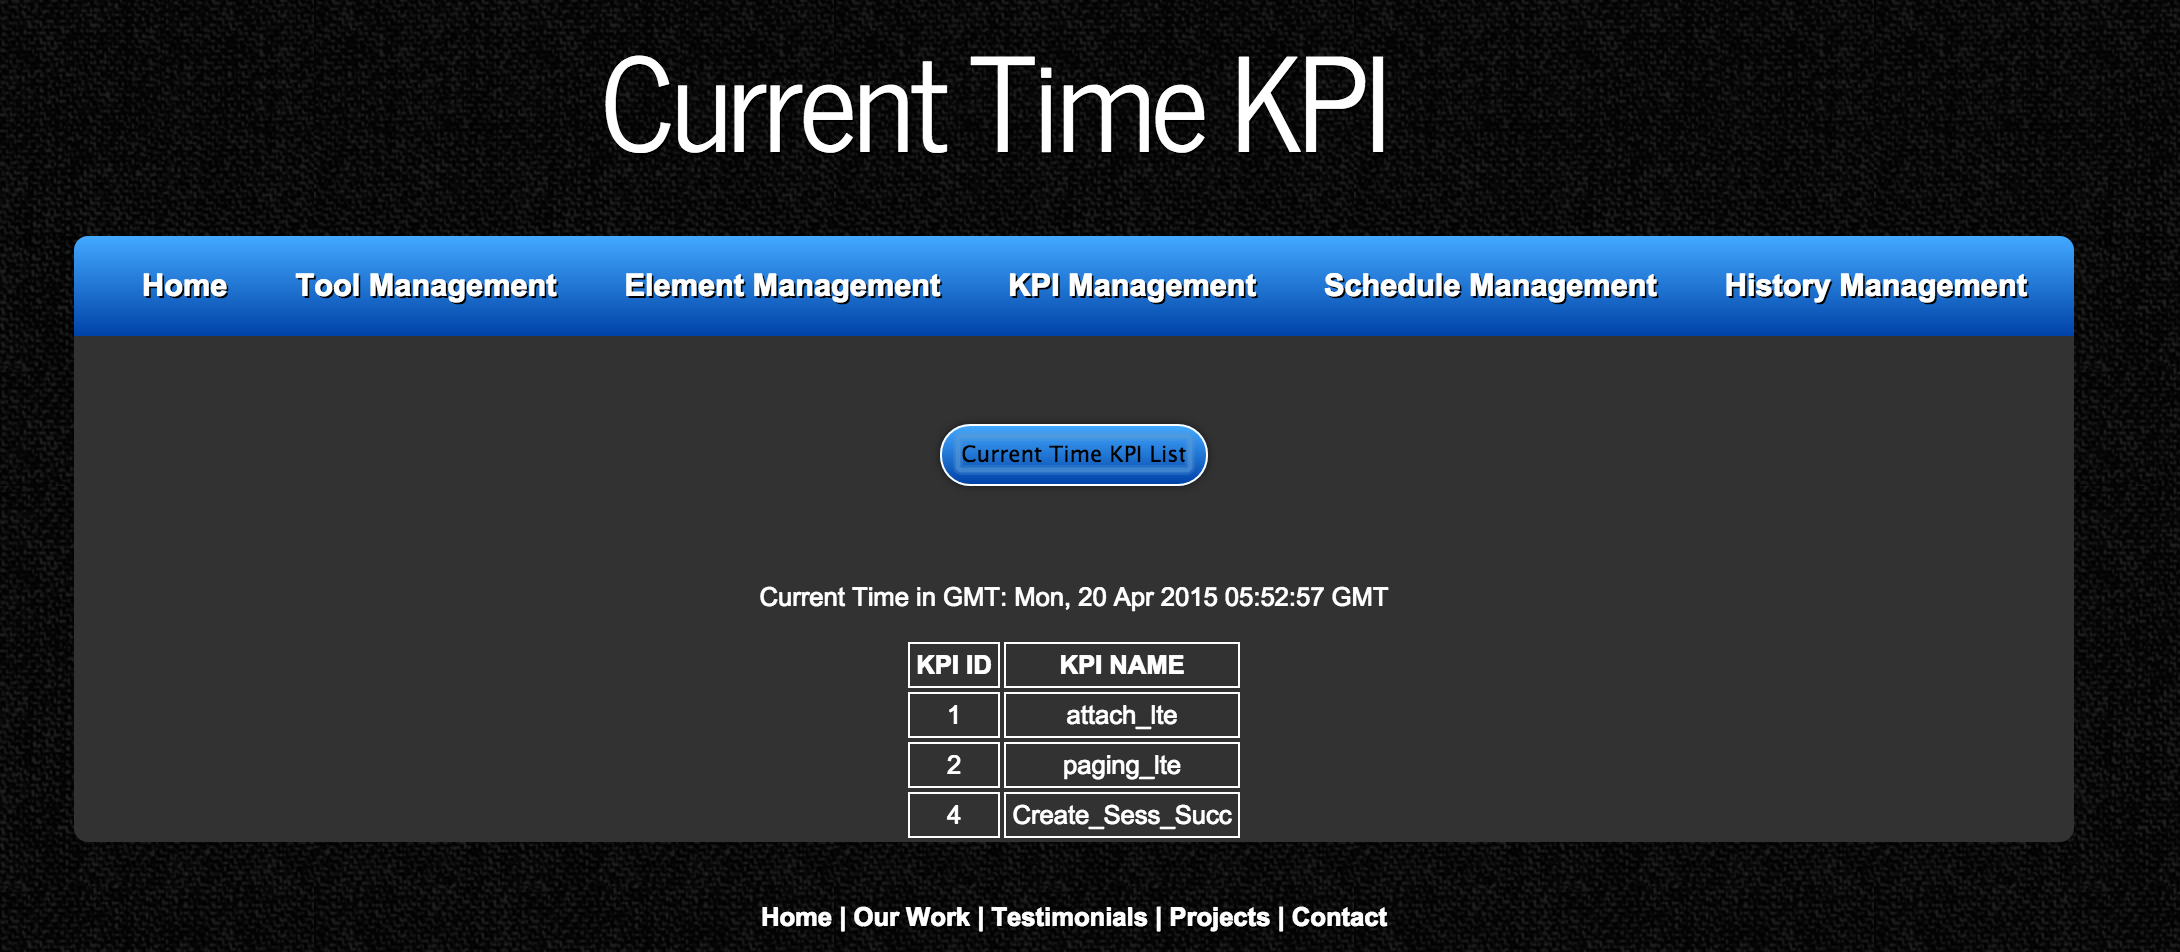 Current Time KPI
Home Tool Management Element Management KPI Management Schedule Management History Management
Current Time KPI List
Current Time in GMT: Mon, 20 Apr 2015 05:52:57 GMT
KPI ID KPI NAME
1 attach_lte
2 paging_lte
4 Create_Sess_Succ
Home | Our Work | Testimonials | Projects | Contact